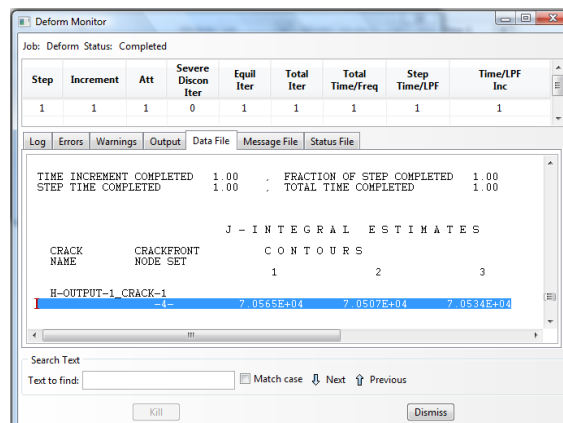 Deform Monitor
Job: Deform Status: Completed
Step Increment Att Severe Discon Iter Equil Iter Total Iter Total Time/Freq Step Time/LPF Time/LPF Inc
1 1 1 0 1 1 1 1 1
Log Errors Warnings Output Data File Message File Status File
TIME INCREMENT COMPLETED 1.00 , FRACTION OF STEP COMPLETED 1.00
STEP TIME COMPLETED 1.00 , TOTAL TIME COMPLETED 1.00
J - I N T E G R A L E S T I M A T E S
CRACK CRACKFRONT C O N T O U R S
NAME NODE SET
1 2 3
H-OUTPUT-1_CRACK-1
-4- 7.0565E+04 7.0507E+04 7.0534E+04
Search Text
Text to find: Match case Next Previous
Kill Dismiss